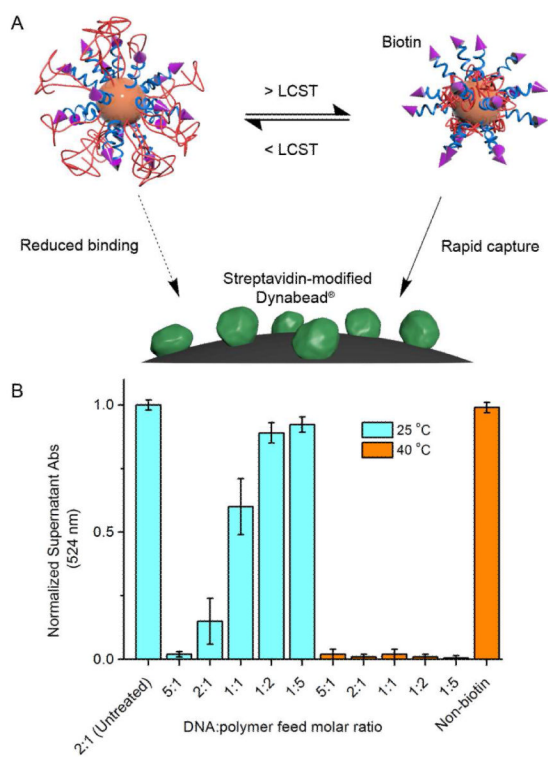 A
Biotin
> LCST
< LCST
Reduced binding
Rapid capture
Streptavidin-modified
Dynabead®
B
Normalized Supernatant Abs
(524 nm)
1.0
0.5
0.0
25 °C
40 °C
2:1 (Untreated)
5:1
2:1
1:1
1:2
1:5
5:1
2:1
1:1
1:2
1:5
Non-biotin
DNA:polymer feed molar ratio